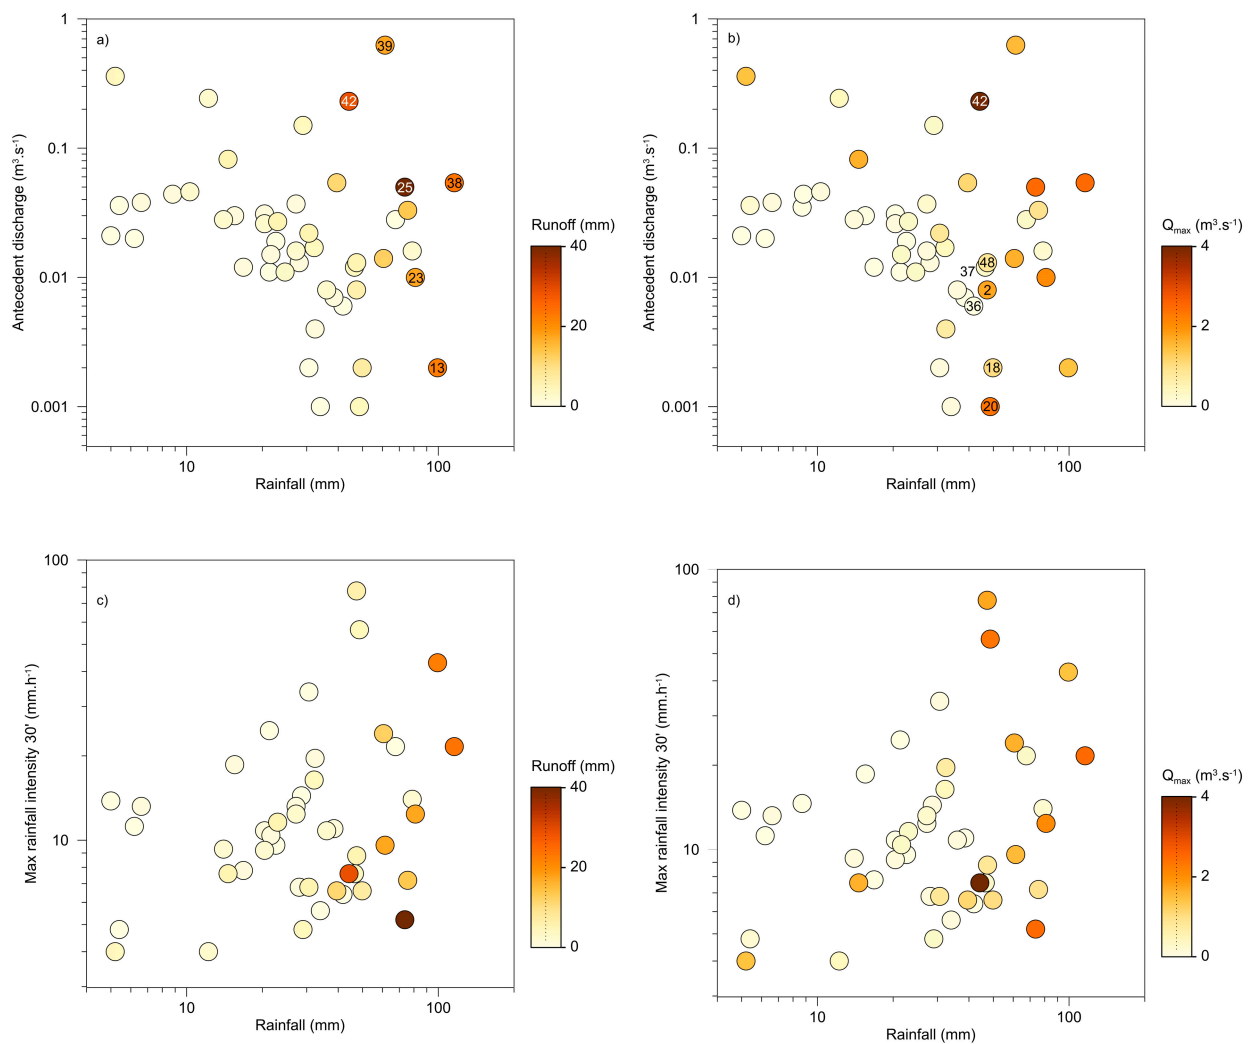 a)
1
0.1
0.01
0.001
Antecedent discharge (m³.s⁻¹)
39
42
25
38
23
13
10
100
Rainfall (mm)
Runoff (mm)
40
20
0
b)
1
0.1
0.01
0.001
Antecedent discharge (m³.s⁻¹)
42
48
37
2
36
18
20
10
100
Rainfall (mm)
Qmax (m³.s⁻¹)
4
2
0
c)
100
10
Max rainfall intensity 30' (mm.h⁻¹)
10
100
Rainfall (mm)
Runoff (mm)
40
20
0
d)
100
10
Max rainfall intensity 30' (mm.h⁻¹)
10
100
Rainfall (mm)
Qmax (m³.s⁻¹)
4
2
0